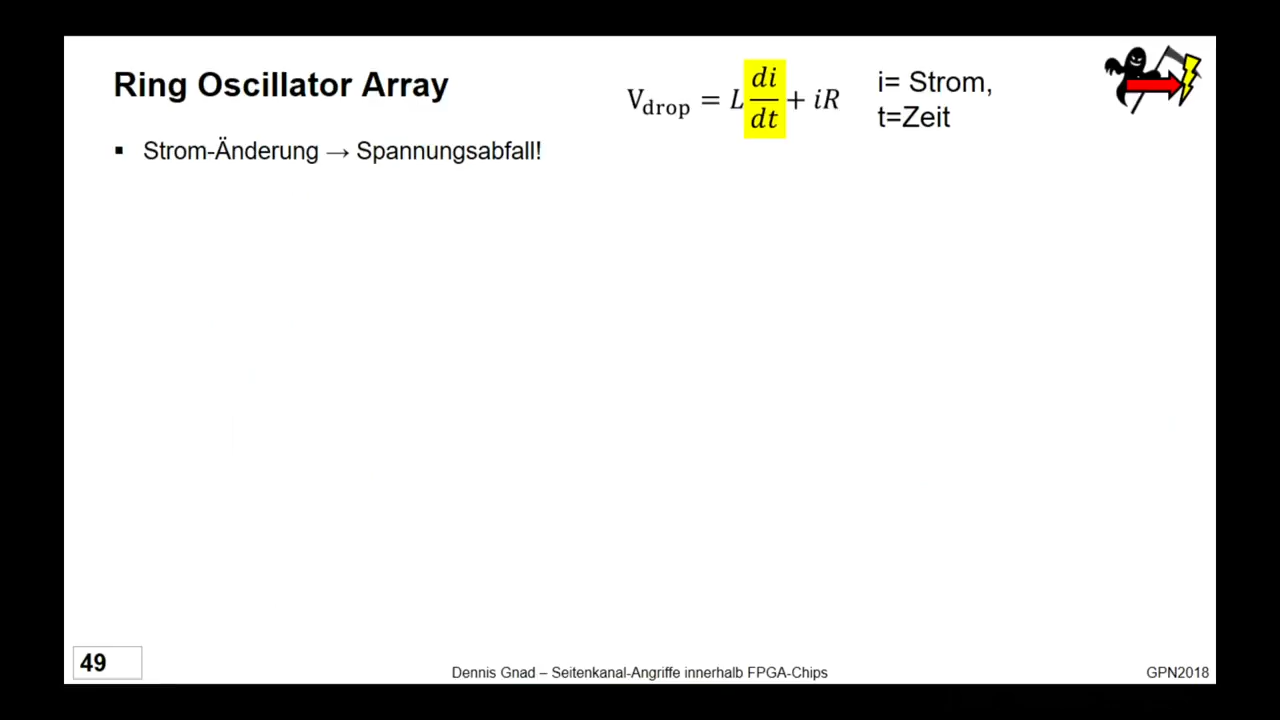 Ring Oscillator Array
V_drop = L di/dt + iR
i= Strom,
t=Zeit
▪ Strom-Änderung → Spannungsabfall!
49
Dennis Gnad – Seitenkanal-Angriffe innerhalb FPGA-Chips
GPN2018